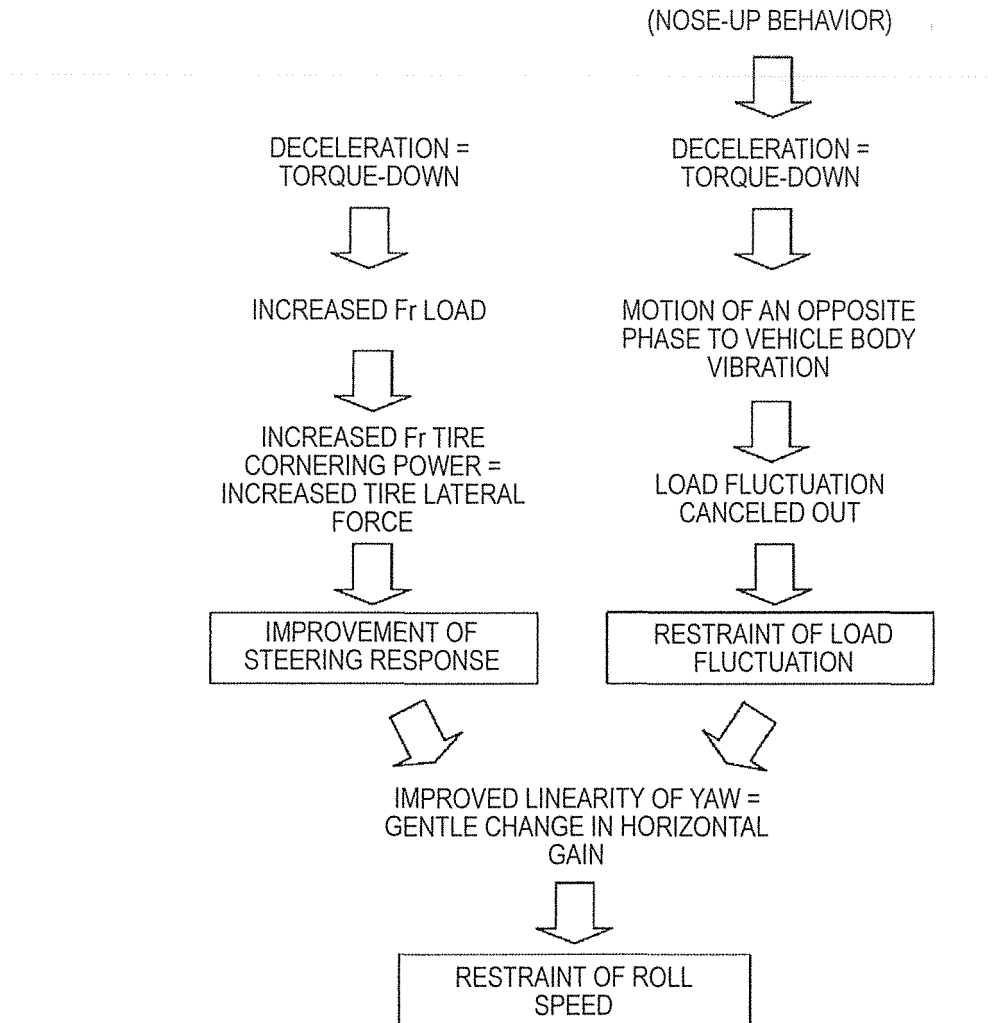 (NOSE-UP BEHAVIOR)
DECELERATION =
TORQUE-DOWN
DECELERATION =
TORQUE-DOWN
INCREASED Fr LOAD
MOTION OF AN OPPOSITE
PHASE TO VEHICLE BODY
VIBRATION
INCREASED Fr TIRE
CORNERING POWER =
INCREASED TIRE LATERAL
FORCE
LOAD FLUCTUATION
CANCELED OUT
IMPROVEMENT OF
STEERING RESPONSE
RESTRAINT OF LOAD
FLUCTUATION
IMPROVED LINEARITY OF YAW =
GENTLE CHANGE IN HORIZONTAL
GAIN
RESTRAINT OF ROLL
SPEED